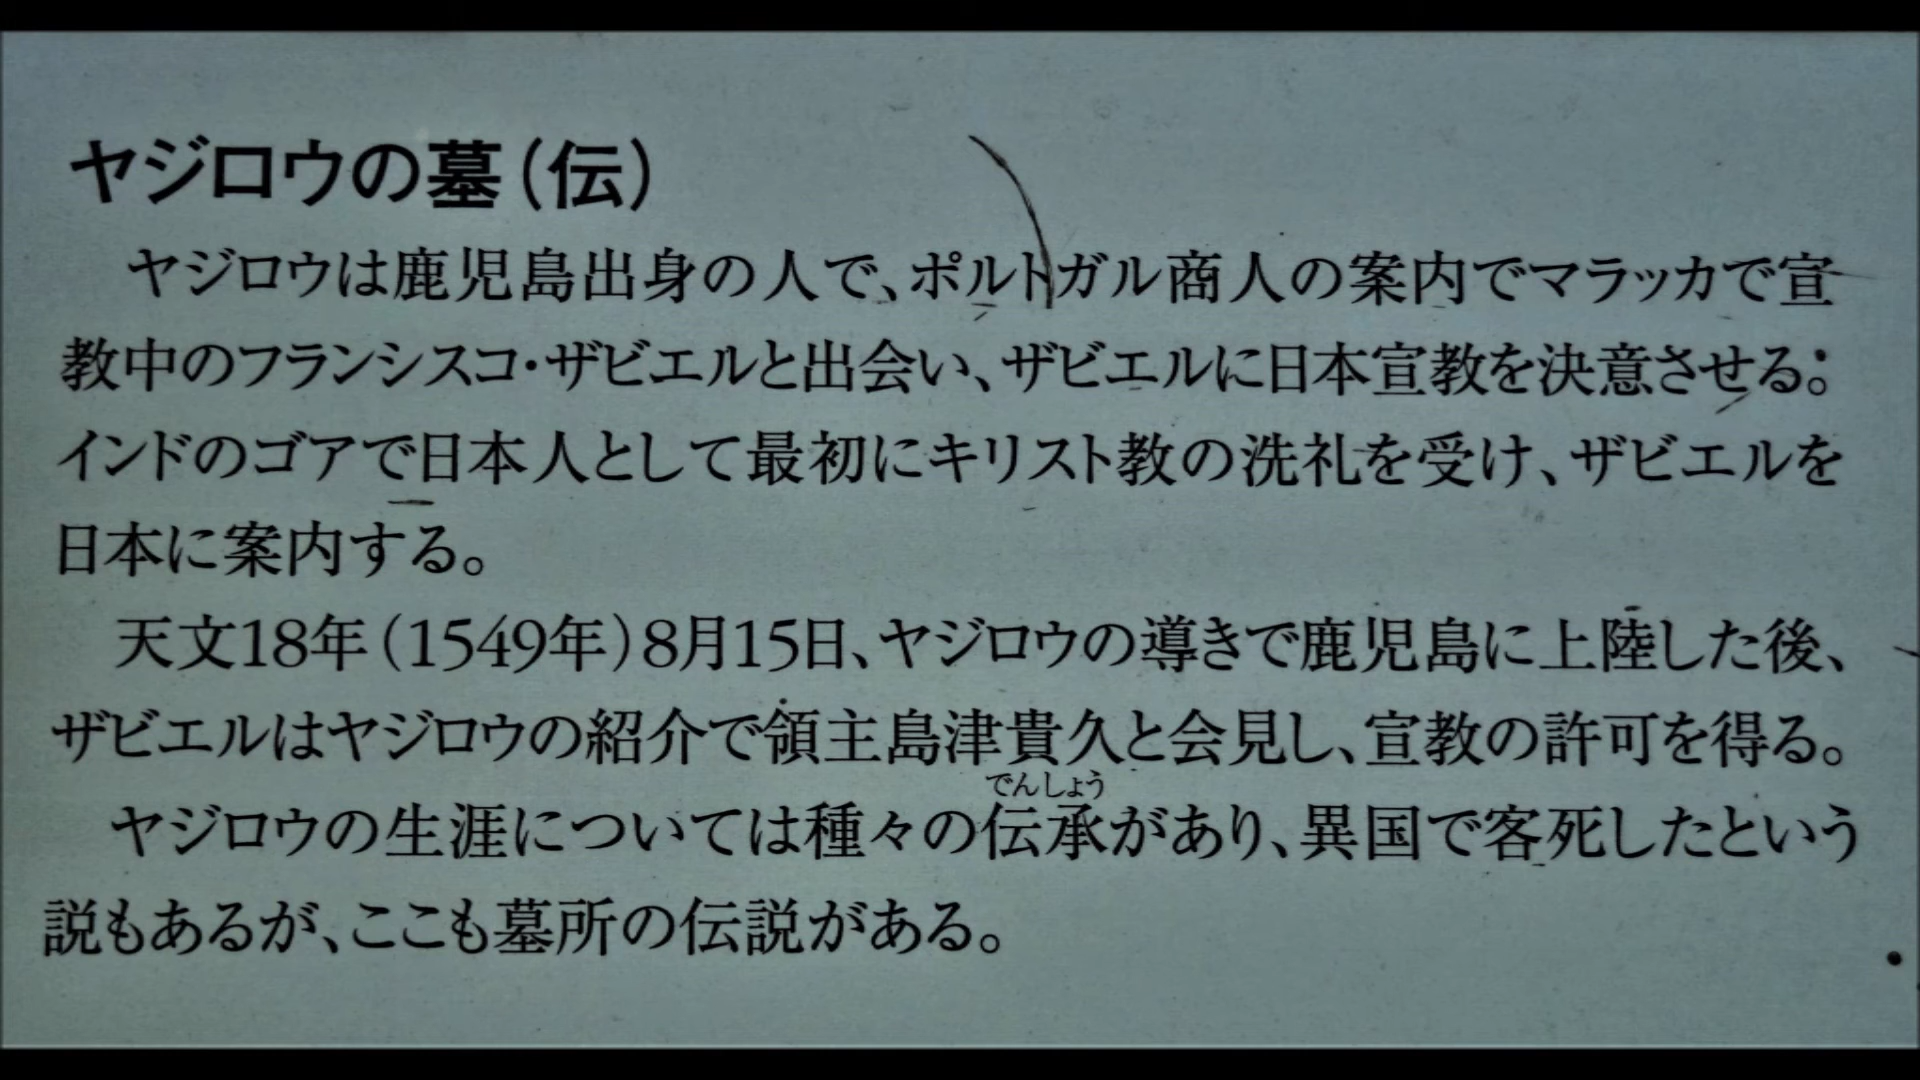 ヤジロウの墓（伝）
ヤジロウは鹿児島出身の人で、ポルトガル商人の案内でマラッカで宣
教中のフランシスコ・ザビエルと出会い、ザビエルに日本宣教を決意させる。
インドのゴアで日本人として最初にキリスト教の洗礼を受け、ザビエルを
日本に案内する。
天文18年（1549年）8月15日、ヤジロウの導きで鹿児島に上陸した後、
ザビエルはヤジロウの紹介で領主島津貴久と会見し、宣教の許可を得る。
でんしょう
ヤジロウの生涯については種々の伝承があり、異国で客死したという
説もあるが、ここも墓所の伝説がある。